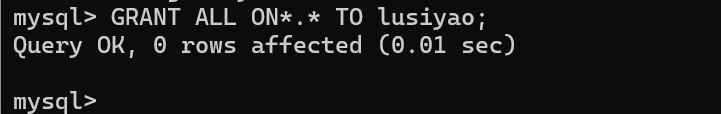 mysql> GRANT ALL ON*.* TO lusiyao;
Query OK, 0 rows affected (0.01 sec)
mysql>